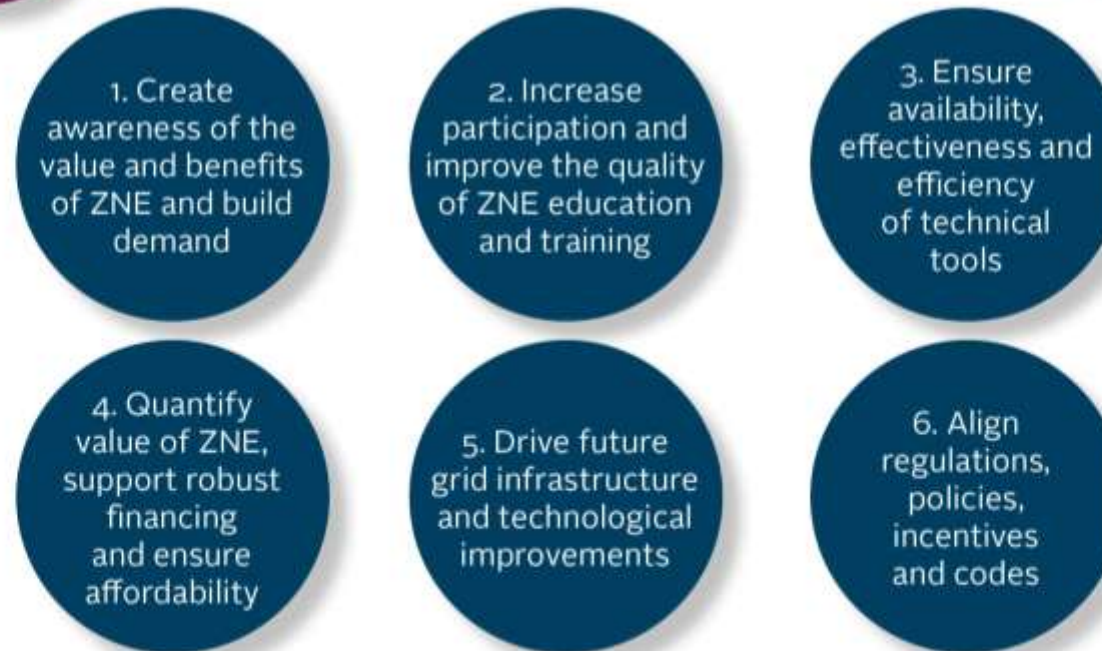 1. Create
awareness of the
value and benefits
of ZNE and build
demand
2. Increase
participation and
improve the quality
of ZNE education
and training
3. Ensure
availability,
effectiveness and
efficiency
of technical
tools
4. Quantify
value of ZNE,
support robust
financing
and ensure
affordability
5. Drive future
grid infrastructure
and technological
improvements
6. Align
regulations,
policies,
incentives
and codes